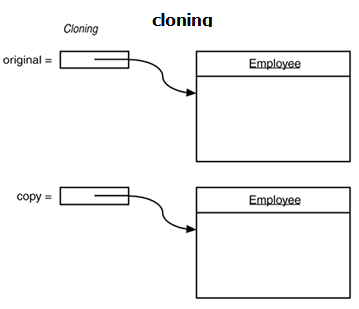 cloning
Cloning
original =
Employee
copy =
Employee